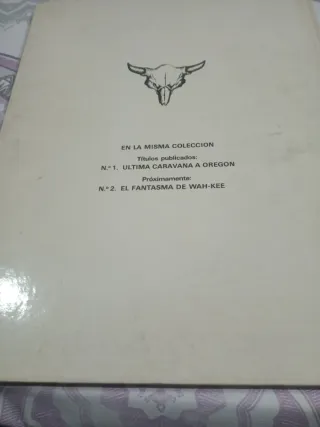 EN LA MISMA COLECCION
Títulos publicados:
N.º 1. ULTIMA CARAVANA A OREGON
Próximamente:
N.º 2. EL FANTASMA DE WAH-KEE